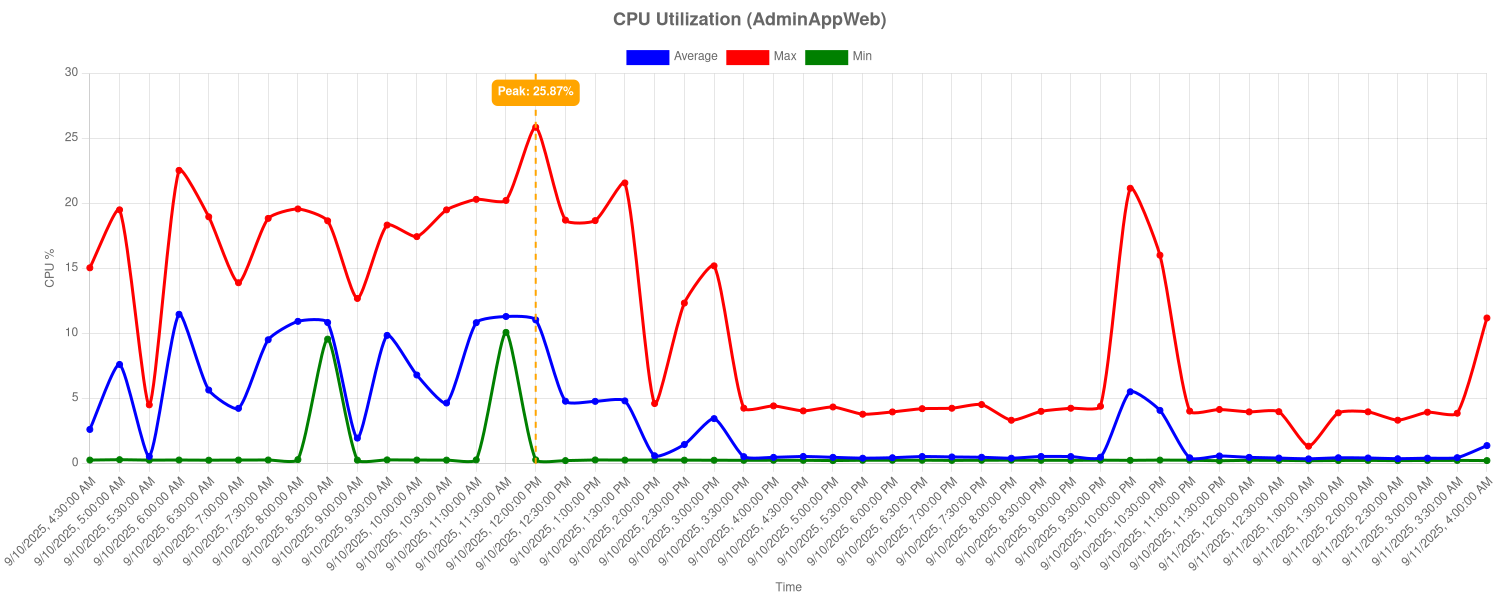 CPU Utilization (AdminAppWeb)
Average Max Min
Peak: 25.87%
CPU %
30
25
20
15
10
5
0
9/10/2025, 4:30:00 AM
9/10/2025, 5:00:00 AM
9/10/2025, 5:30:00 AM
9/10/2025, 6:00:00 AM
9/10/2025, 6:30:00 AM
9/10/2025, 7:00:00 AM
9/10/2025, 7:30:00 AM
9/10/2025, 8:00:00 AM
9/10/2025, 8:30:00 AM
9/10/2025, 9:00:00 AM
9/10/2025, 9:30:00 AM
9/10/2025, 10:00:00 AM
9/10/2025, 10:30:00 AM
9/10/2025, 11:00:00 AM
9/10/2025, 11:30:00 AM
9/10/2025, 12:00:00 PM
9/10/2025, 12:30:00 PM
9/10/2025, 1:00:00 PM
9/10/2025, 1:30:00 PM
9/10/2025, 2:00:00 PM
9/10/2025, 2:30:00 PM
9/10/2025, 3:00:00 PM
9/10/2025, 3:30:00 PM
9/10/2025, 4:00:00 PM
9/10/2025, 4:30:00 PM
9/10/2025, 5:00:00 PM
9/10/2025, 5:30:00 PM
9/10/2025, 6:00:00 PM
9/10/2025, 6:30:00 PM
9/10/2025, 7:00:00 PM
9/10/2025, 7:30:00 PM
9/10/2025, 8:00:00 PM
9/10/2025, 8:30:00 PM
9/10/2025, 9:00:00 PM
9/10/2025, 9:30:00 PM
9/10/2025, 10:00:00 PM
9/10/2025, 10:30:00 PM
9/10/2025, 11:00:00 PM
9/10/2025, 11:30:00 PM
9/11/2025, 12:00:00 AM
9/11/2025, 12:30:00 AM
9/11/2025, 1:00:00 AM
9/11/2025, 1:30:00 AM
9/11/2025, 2:00:00 AM
9/11/2025, 2:30:00 AM
9/11/2025, 3:00:00 AM
9/11/2025, 3:30:00 AM
9/11/2025, 4:00:00 AM
Time